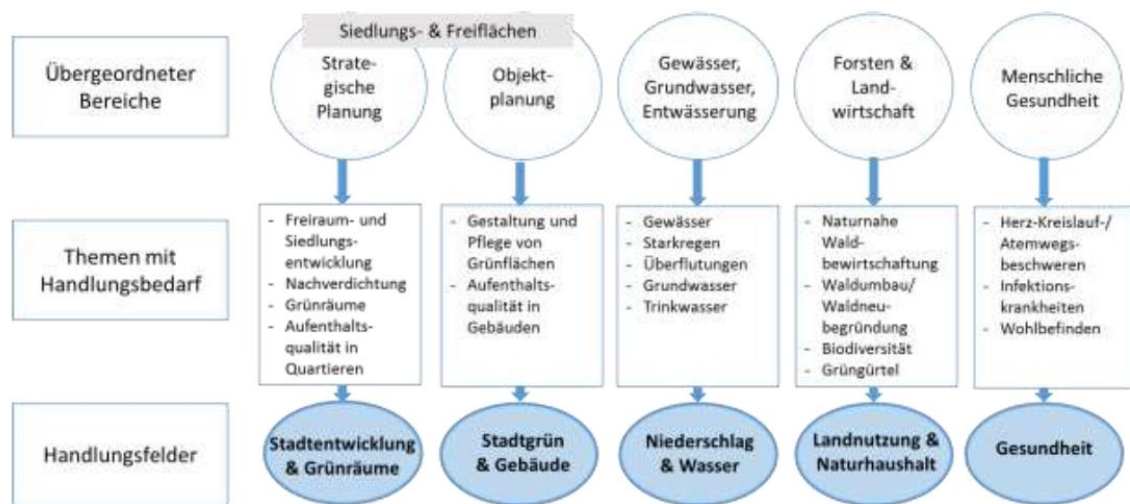 Siedlungs- & Freiflächen
Übergeordneter
Bereiche
Strate-
gische
Planung
Objekt-
planung
Gewässer,
Grundwasser,
Entwässerung
Forsten &
Land-
wirtschaft
Menschliche
Gesundheit
Themen mit
Handlungsbedarf
- Freiraum- und
Siedlungs-
entwicklung
- Nachverdichtung
- Grünräume
- Aufenthalts-
qualität in
Quartieren
- Gestaltung und
Pflege von
Grünflächen
- Aufenthalts-
qualität in
Gebäuden
- Gewässer
- Starkregen
- Überflutungen
- Grundwasser
- Trinkwasser
- Naturnahe
Wald-
bewirtschaftung
- Waldumbau/
Waldneu-
begründung
- Biodiversität
- Grüngürtel
- Herz-Kreislauf-/
Atemwegs-
beschweren
- Infektions-
krankheiten
- Wohlbefinden
Handlungsfelder
Stadtentwicklung
& Grünräume
Stadtgrün
& Gebäude
Niederschlag
& Wasser
Landnutzung &
Naturhaushalt
Gesundheit